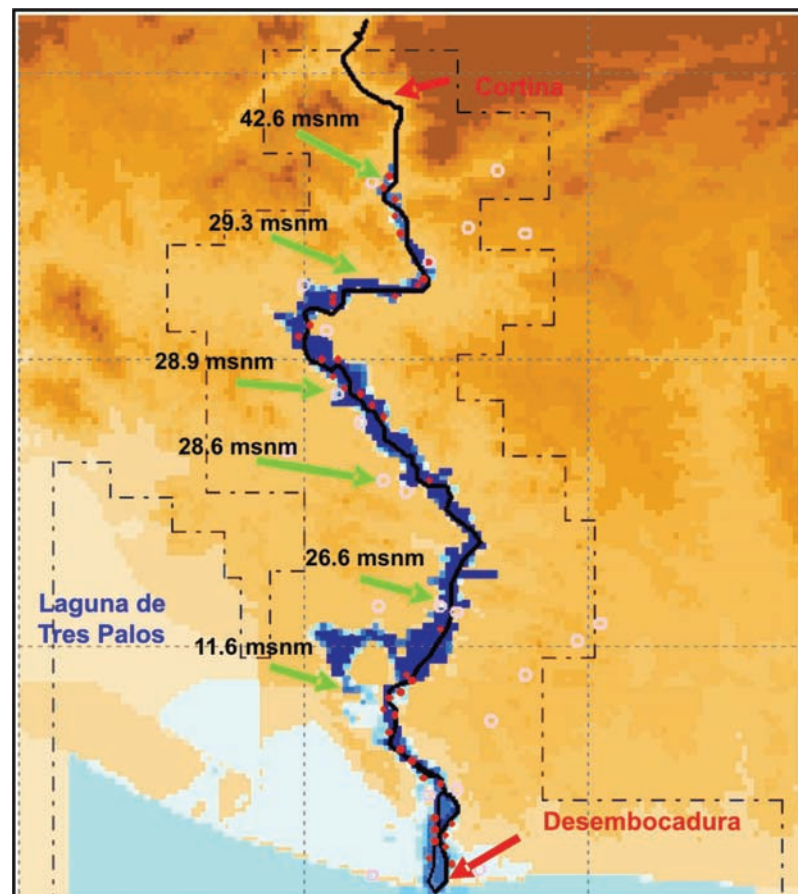 Cortina
42.6 msnm
29.3 msnm
28.9 msnm
28.6 msnm
26.6 msnm
Laguna de
Tres Palos
11.6 msnm
Desembocadura